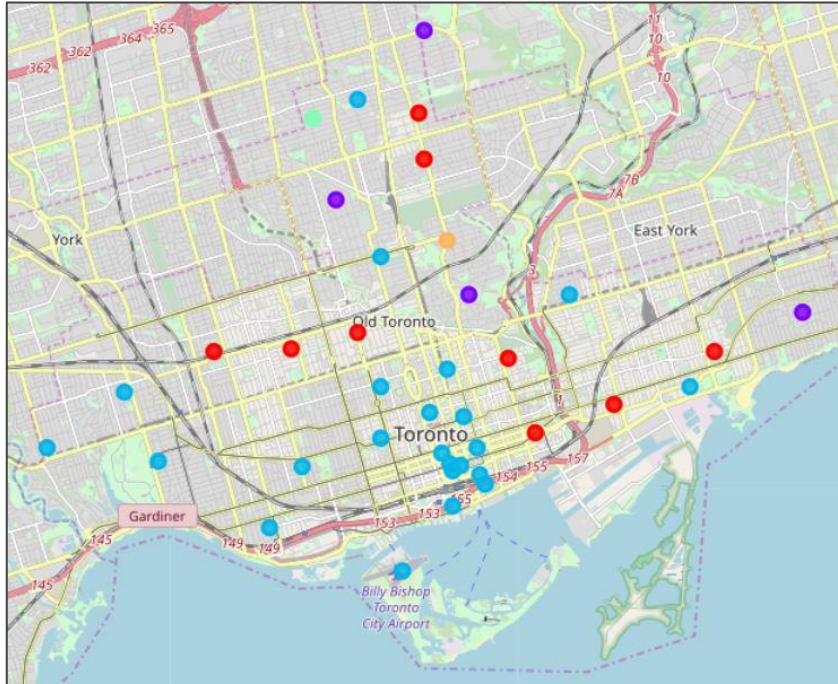 362
364
365
362
11
10
10
7B
7A
York
East York
3
Old Toronto
Toronto
Gardiner
157
155
154
155
153
153
149
149
145
145
Billy Bishop
Toronto
City Airport